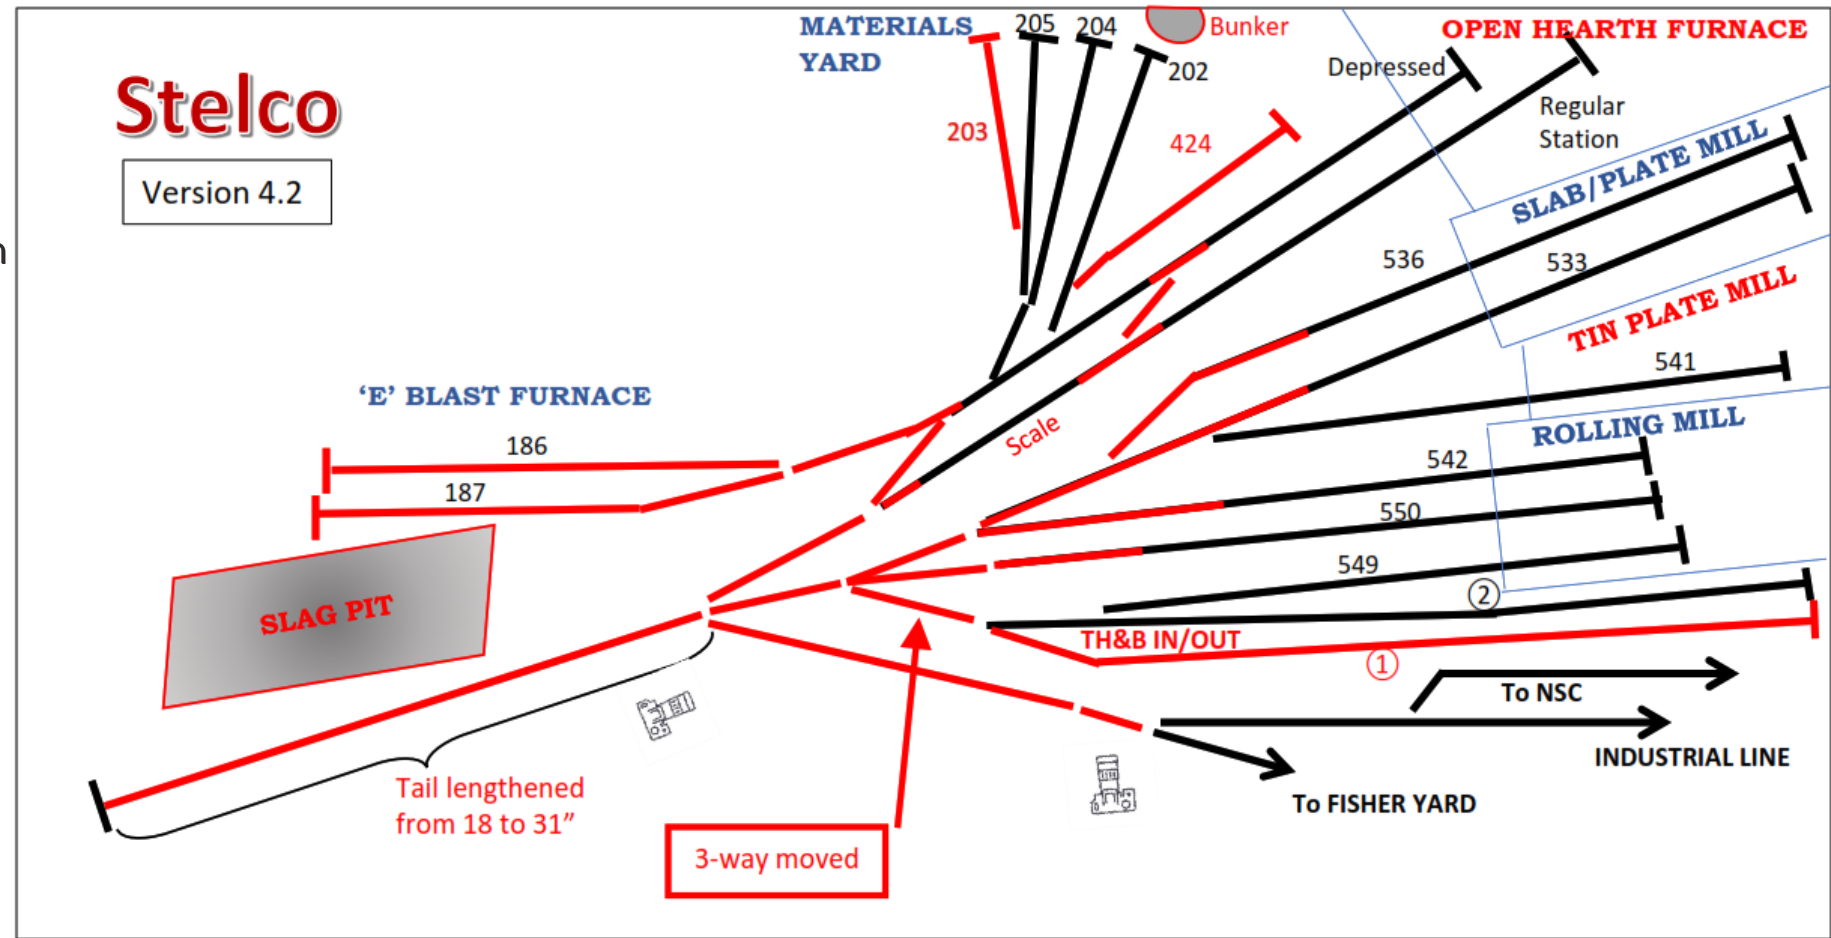 MATERIALS
YARD
205
204
Bunker
202
203
424
OPEN HEARTH FURNACE
Depressed
Regular
Station
Stelco
Version 4.2
n
SLAB/PLATE MILL
536
533
TIN PLATE MILL
541
'E' BLAST FURNACE
186
187
Scale
ROLLING MILL
542
550
549
SLAG PIT
2
TH&B IN/OUT
1
To NSC
INDUSTRIAL LINE
To FISHER YARD
Tail lengthened
from 18 to 31”
3-way moved